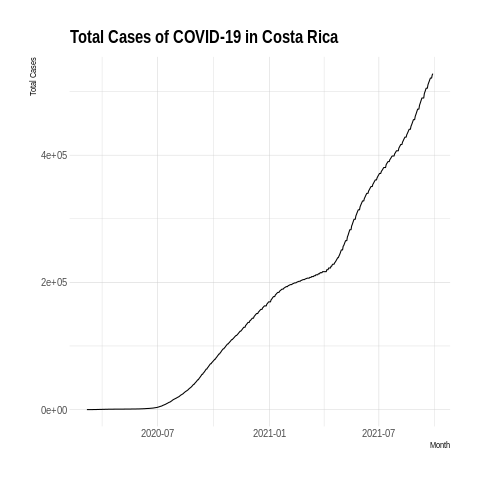 Total Cases of COVID-19 in Costa Rica
Total Cases
4e+05
2e+05
0e+00
2020-07
2021-01
2021-07
Month